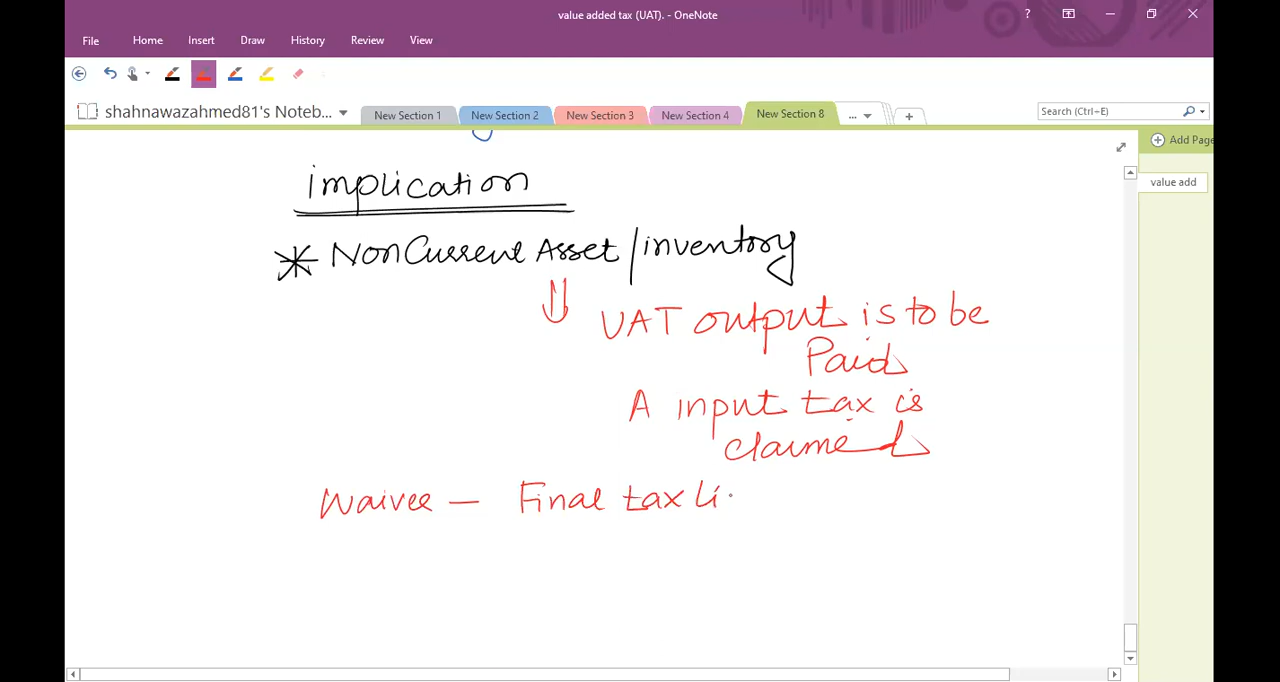 value added tax (UAT). - OneNote
?
File Home Insert Draw History Review View
shahnawazahmed81's Noteb... New Section 1 New Section 2 New Section 3 New Section 4 New Section 8 ... + Search (Ctrl+E)
Add Page
value add
implication
* NonCurrent Asset/inventory
VAT output is to be
Paid
A input tax is
claimed
Waiver — Final tax li